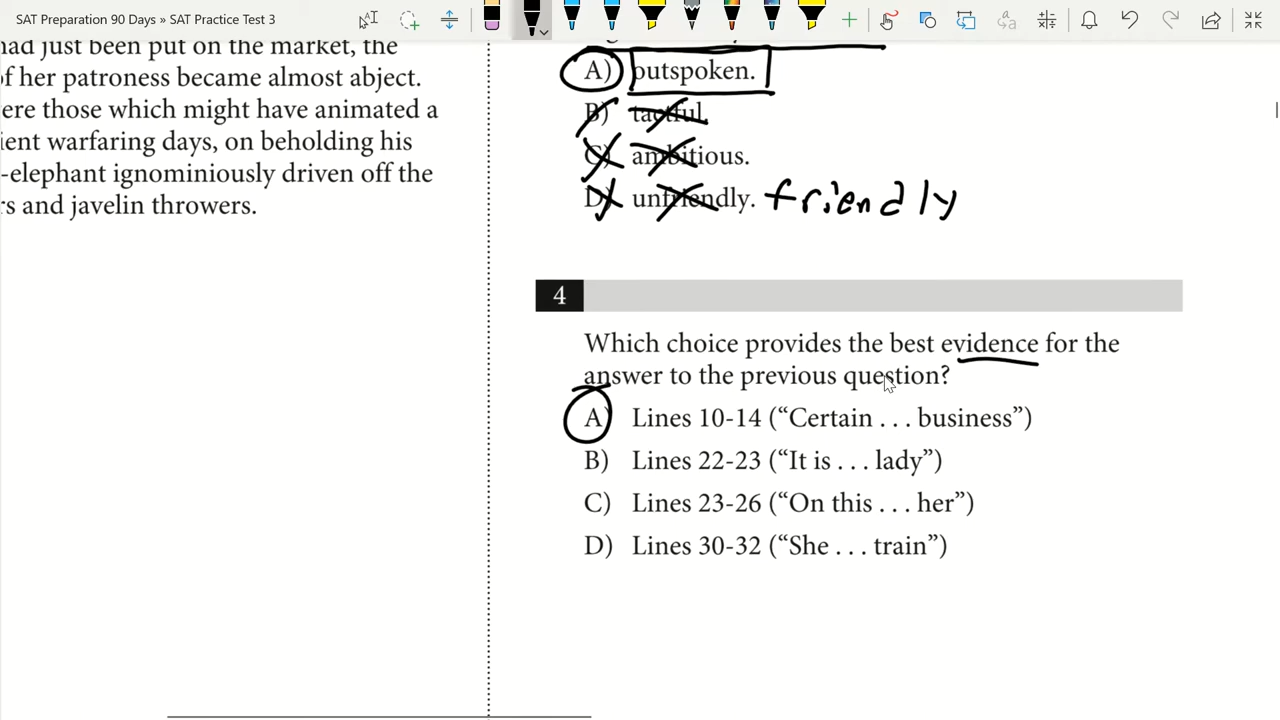 SAT Preparation 90 Days » SAT Practice Test 3
had just been put on the market, the
of her patroness became almost abject.
ere those which might have animated a
ient warfaring days, on beholding his
-elephant ignominiously driven off the
rs and javelin throwers.
A) outspoken.
B) tactful.
C) ambitious.
D) unfriendly. friendly
4
Which choice provides the best evidence for the
answer to the previous question?
A) Lines 10-14 (“Certain . . . business”)
B) Lines 22-23 (“It is . . . lady”)
C) Lines 23-26 (“On this . . . her”)
D) Lines 30-32 (“She . . . train”)